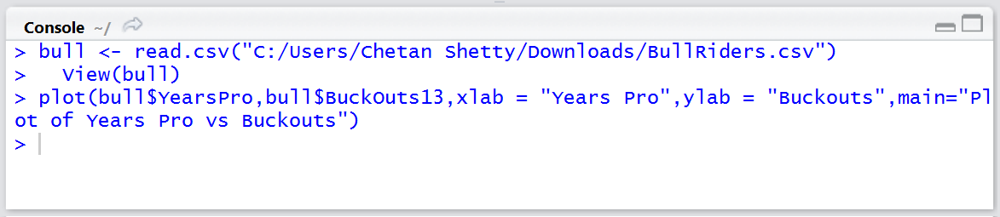 Console ~/
> bull <- read.csv("C:/Users/Chetan Shetty/Downloads/BullRiders.csv")
>   View(bull)
> plot(bull$YearsPro,bull$BuckOuts13,xlab = "Years Pro",ylab = "Buckouts",main="Pl
ot of Years Pro vs Buckouts")
>